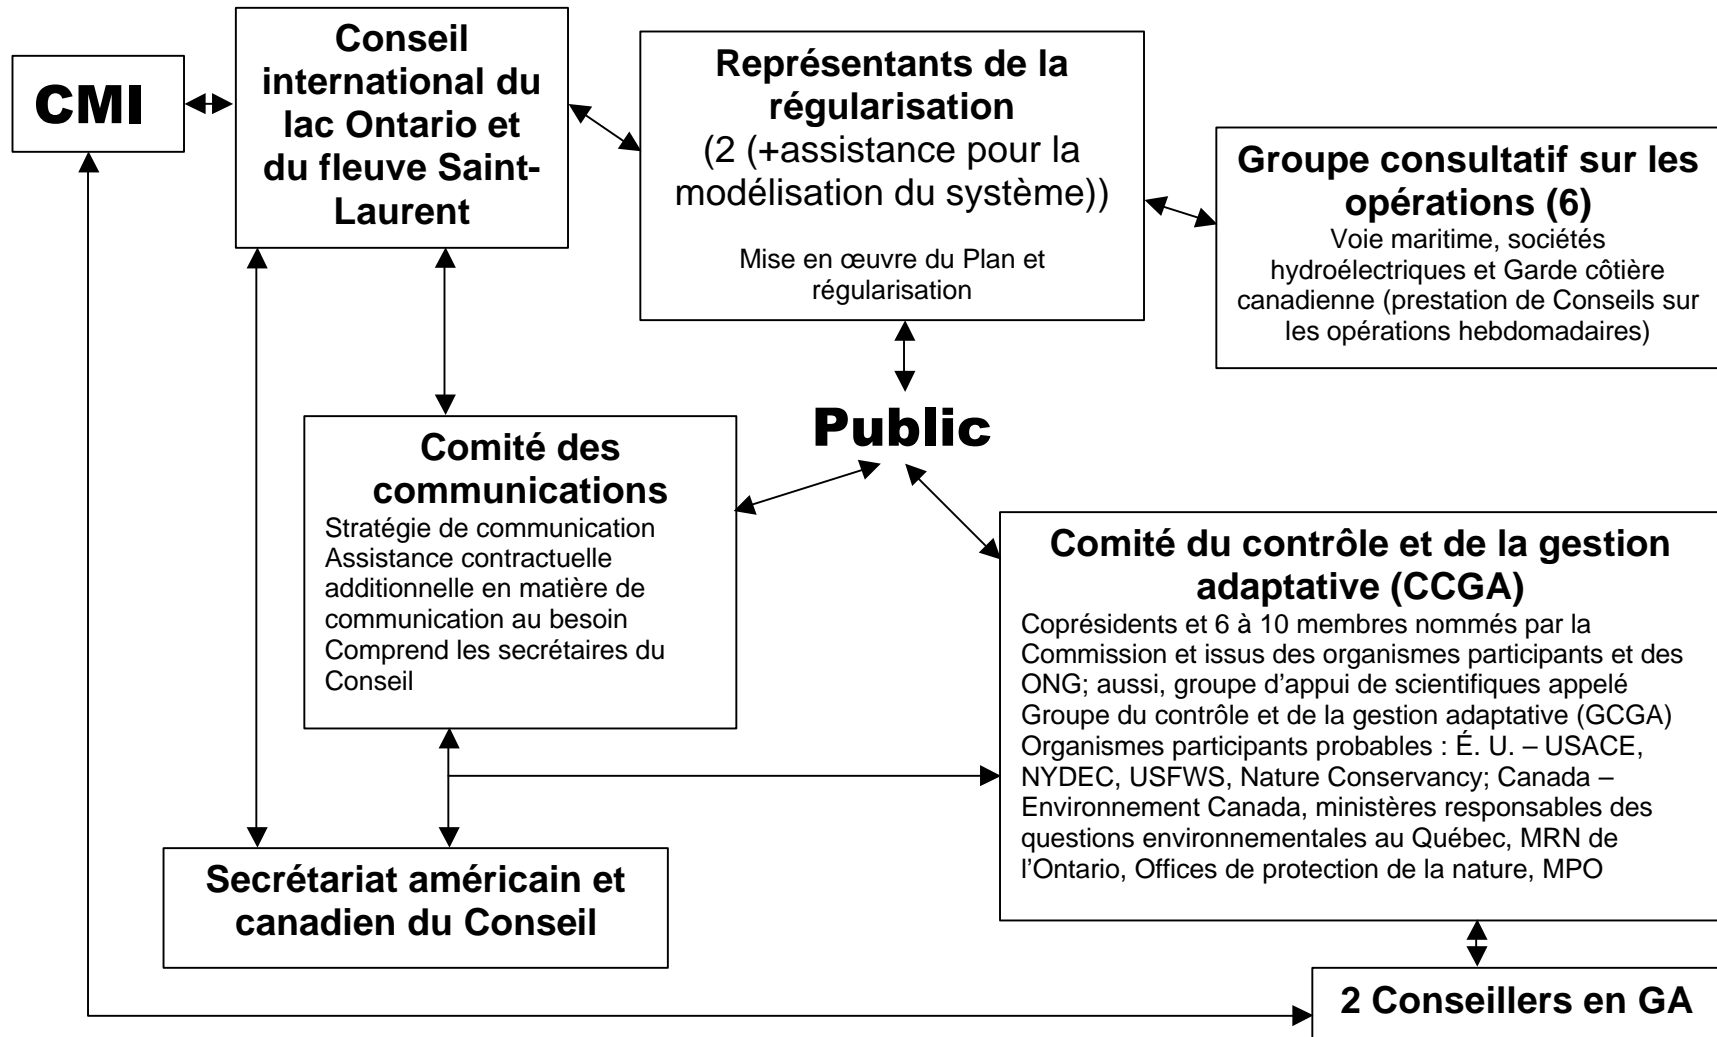 CMI
Conseil
international du
lac Ontario et
du fleuve Saint-
Laurent
Représentants de la
régularisation
(2 (+assistance pour la
modélisation du système))
Mise en œuvre du Plan et
régularisation
Groupe consultatif sur les
opérations (6)
Voie maritime, sociétés
hydroélectriques et Garde côtière
canadienne (prestation de Conseils sur
les opérations hebdomadaires)
Public
Comité des
communications
Stratégie de communication
Assistance contractuelle
additionnelle en matière de
communication au besoin
Comprend les secrétaires du
Conseil
Comité du contrôle et de la gestion
adaptative (CCGA)
Coprésidents et 6 à 10 membres nommés par la
Commission et issus des organismes participants et des
ONG; aussi, groupe d’appui de scientifiques appelé
Groupe du contrôle et de la gestion adaptative (GCGA)
Organismes participants probables : É. U. – USACE,
NYDEC, USFWS, Nature Conservancy; Canada –
Environnement Canada, ministères responsables des
questions environnementales au Québec, MRN de
l’Ontario, Offices de protection de la nature, MPO
Secrétariat américain et
canadien du Conseil
2 Conseillers en GA